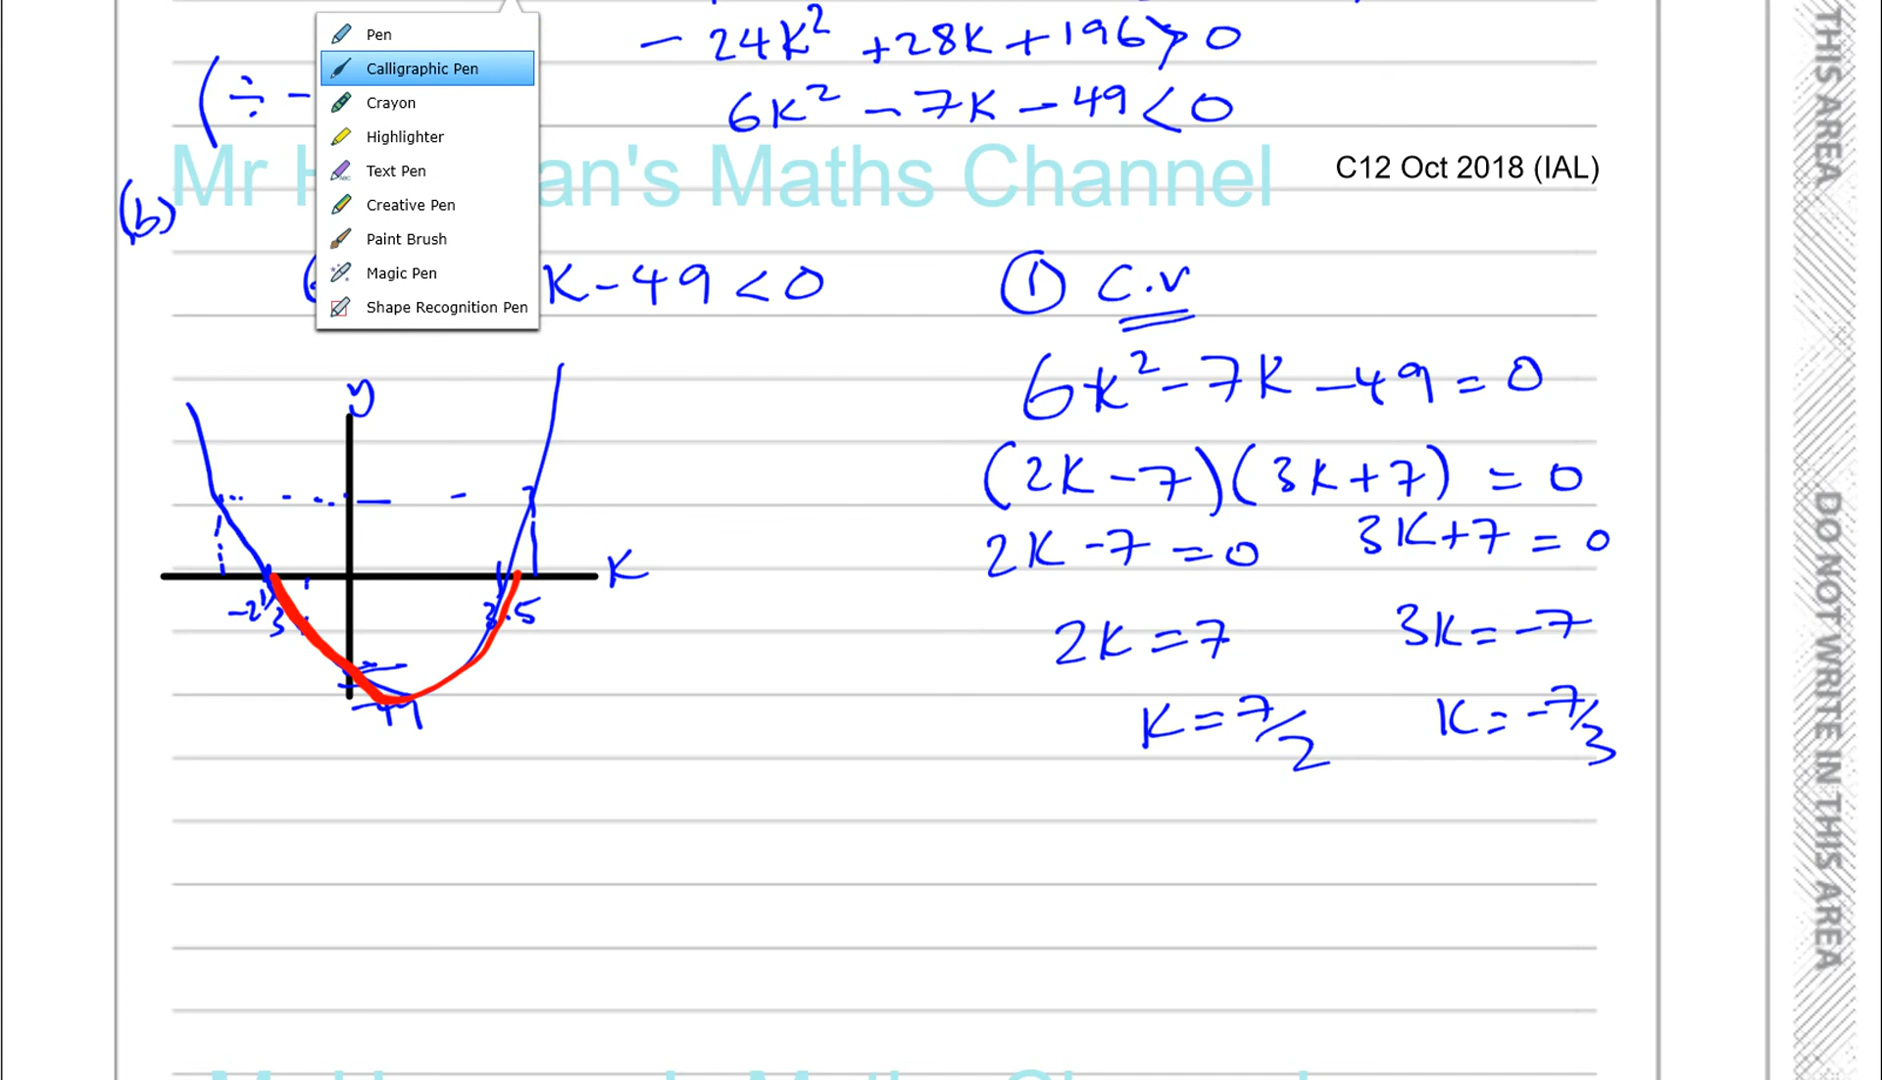 - 24k² + 28k + 196 > 0
(÷ -
6k² - 7k - 49 < 0
Pen
Calligraphic Pen
Crayon
Highlighter
Text Pen
Creative Pen
Paint Brush
Magic Pen
Shape Recognition Pen
Mr H an's Maths Channel
C12 Oct 2018 (IAL)
(b)
k - 49 < 0
① C.V
6k² - 7k - 49 = 0
(2k - 7)(3k + 7) = 0
2k - 7 = 0 3k + 7 = 0
2k = 7 3k = -7
k = 7/2 k = -7/3
y
k
-2 1/3
3.5
-49
THIS AREA
DO NOT WRITE IN THIS AREA